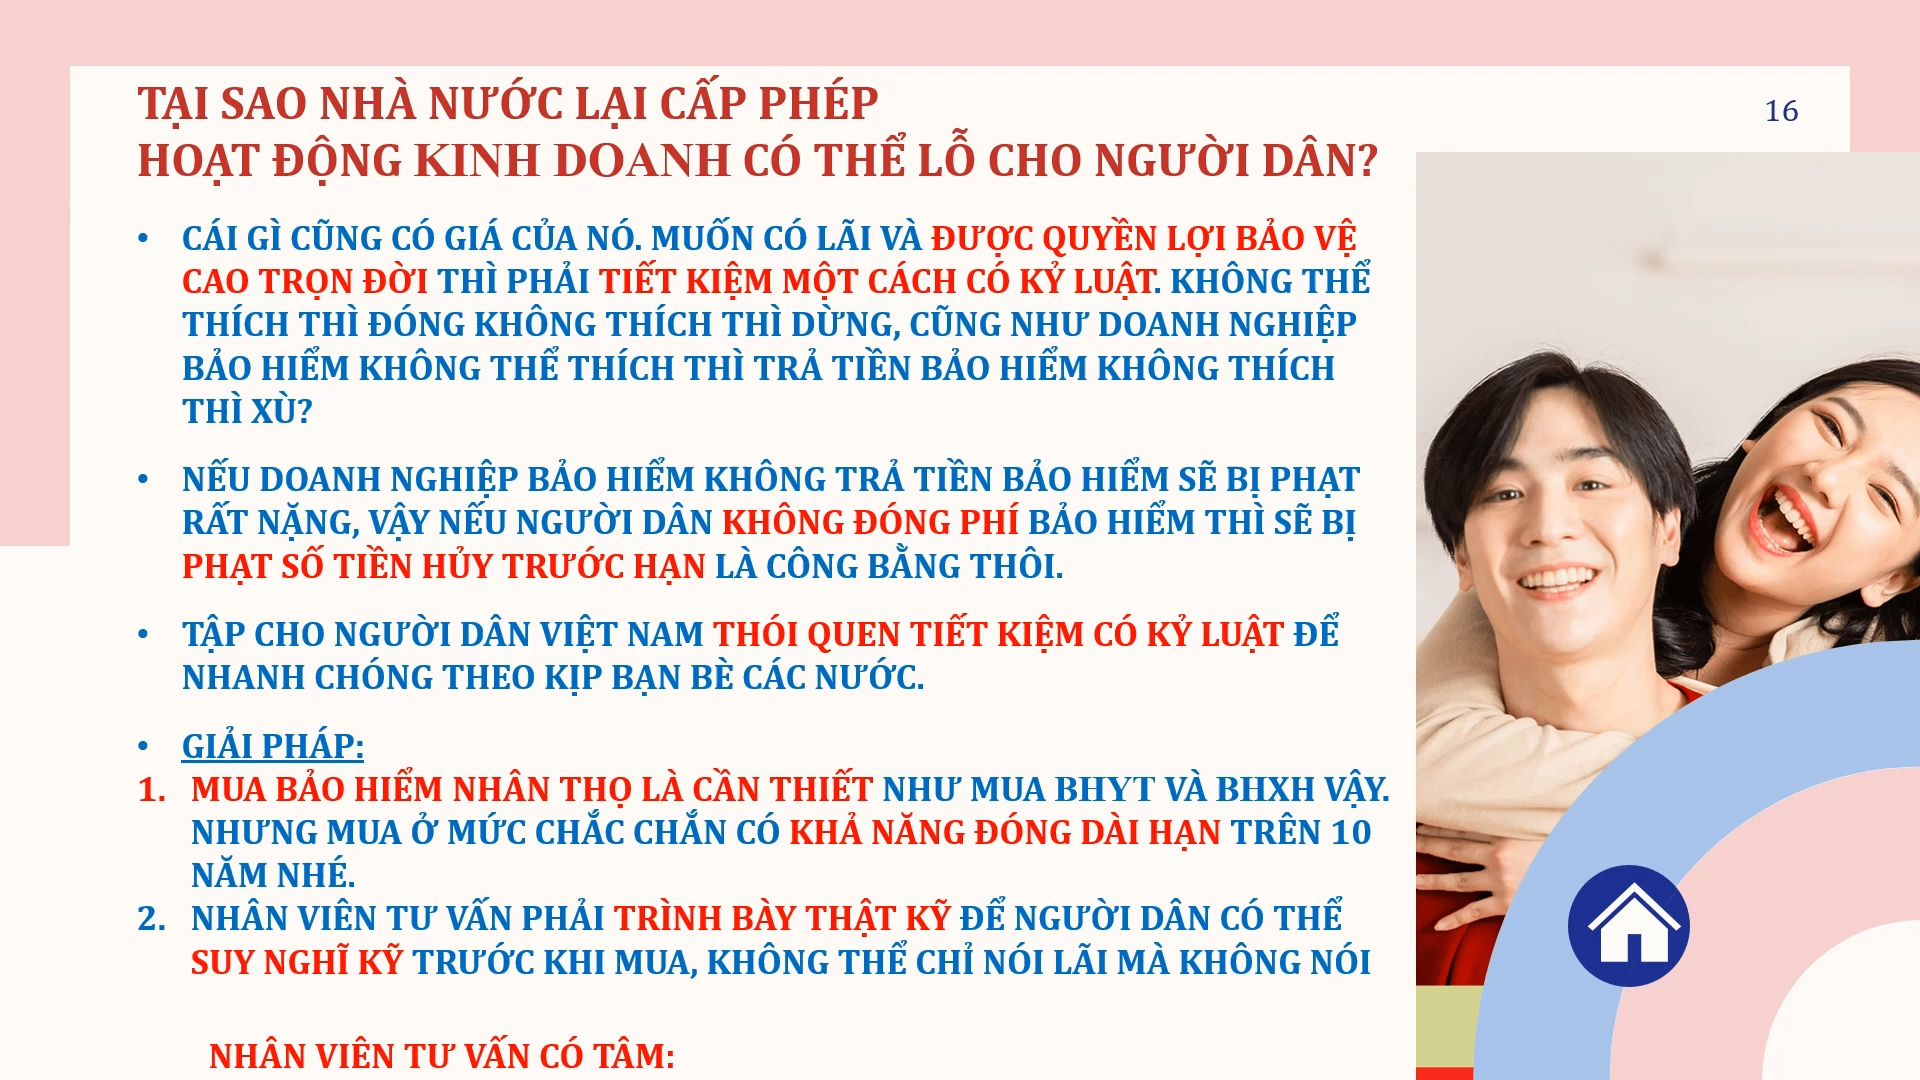 TẠI SAO NHÀ NƯỚC LẠI CẤP PHÉP
HOẠT ĐỘNG KINH DOANH CÓ THỂ LỖ CHO NGƯỜI DÂN?
16
• CÁI GÌ CŨNG CÓ GIÁ CỦA NÓ. MUỐN CÓ LÃI VÀ ĐƯỢC QUYỀN LỢI BẢO VỆ
CAO TRỌN ĐỜI THÌ PHẢI TIẾT KIỆM MỘT CÁCH CÓ KỶ LUẬT. KHÔNG THỂ
THÍCH THÌ ĐÓNG KHÔNG THÍCH THÌ DỪNG, CŨNG NHƯ DOANH NGHIỆP
BẢO HIỂM KHÔNG THỂ THÍCH THÌ TRẢ TIỀN BẢO HIỂM KHÔNG THÍCH
THÌ XÙ?
• NẾU DOANH NGHIỆP BẢO HIỂM KHÔNG TRẢ TIỀN BẢO HIỂM SẼ BỊ PHẠT
RẤT NẶNG, VẬY NẾU NGƯỜI DÂN KHÔNG ĐÓNG PHÍ BẢO HIỂM THÌ SẼ BỊ
PHẠT SỐ TIỀN HỦY TRƯỚC HẠN LÀ CÔNG BẰNG THÔI.
• TẬP CHO NGƯỜI DÂN VIỆT NAM THÓI QUEN TIẾT KIỆM CÓ KỶ LUẬT ĐỂ
NHANH CHÓNG THEO KỊP BẠN BÈ CÁC NƯỚC.
• GIẢI PHÁP:
1. MUA BẢO HIỂM NHÂN THỌ LÀ CẦN THIẾT NHƯ MUA BHYT VÀ BHXH VẬY.
NHƯNG MUA Ở MỨC CHẮC CHẮN CÓ KHẢ NĂNG ĐÓNG DÀI HẠN TRÊN 10
NĂM NHÉ.
2. NHÂN VIÊN TƯ VẤN PHẢI TRÌNH BÀY THẬT KỸ ĐỂ NGƯỜI DÂN CÓ THỂ
SUY NGHĨ KỸ TRƯỚC KHI MUA, KHÔNG THỂ CHỈ NÓI LÃI MÀ KHÔNG NÓI
NHÂN VIÊN TƯ VẤN CÓ TÂM: